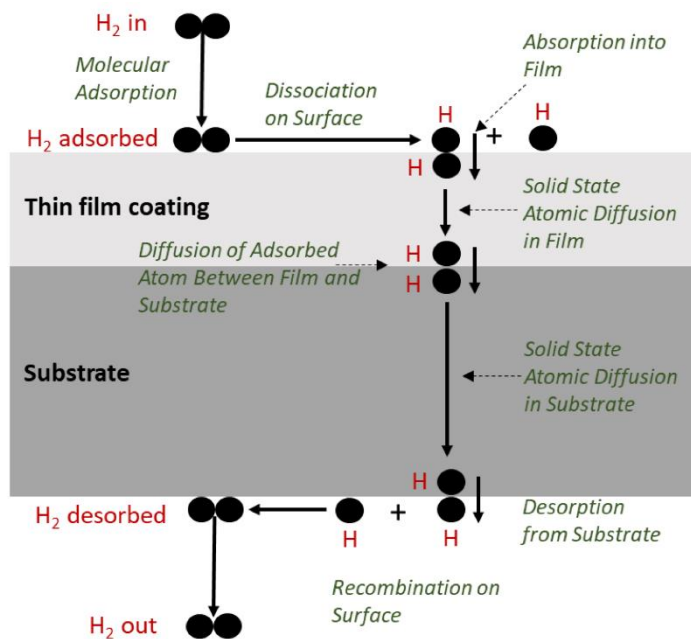 H2 in
Molecular
Adsorption
Dissociation
on Surface
Absorption into
Film
H
H
+
H2 adsorbed
H
Thin film coating
Solid State
Atomic Diffusion
in Film
Diffusion of Adsorbed
Atom Between Film and
Substrate
H
H
Substrate
Solid State
Atomic Diffusion
in Substrate
H
H2 desorbed
+
H
H
Desorption
from Substrate
Recombination on
Surface
H2 out